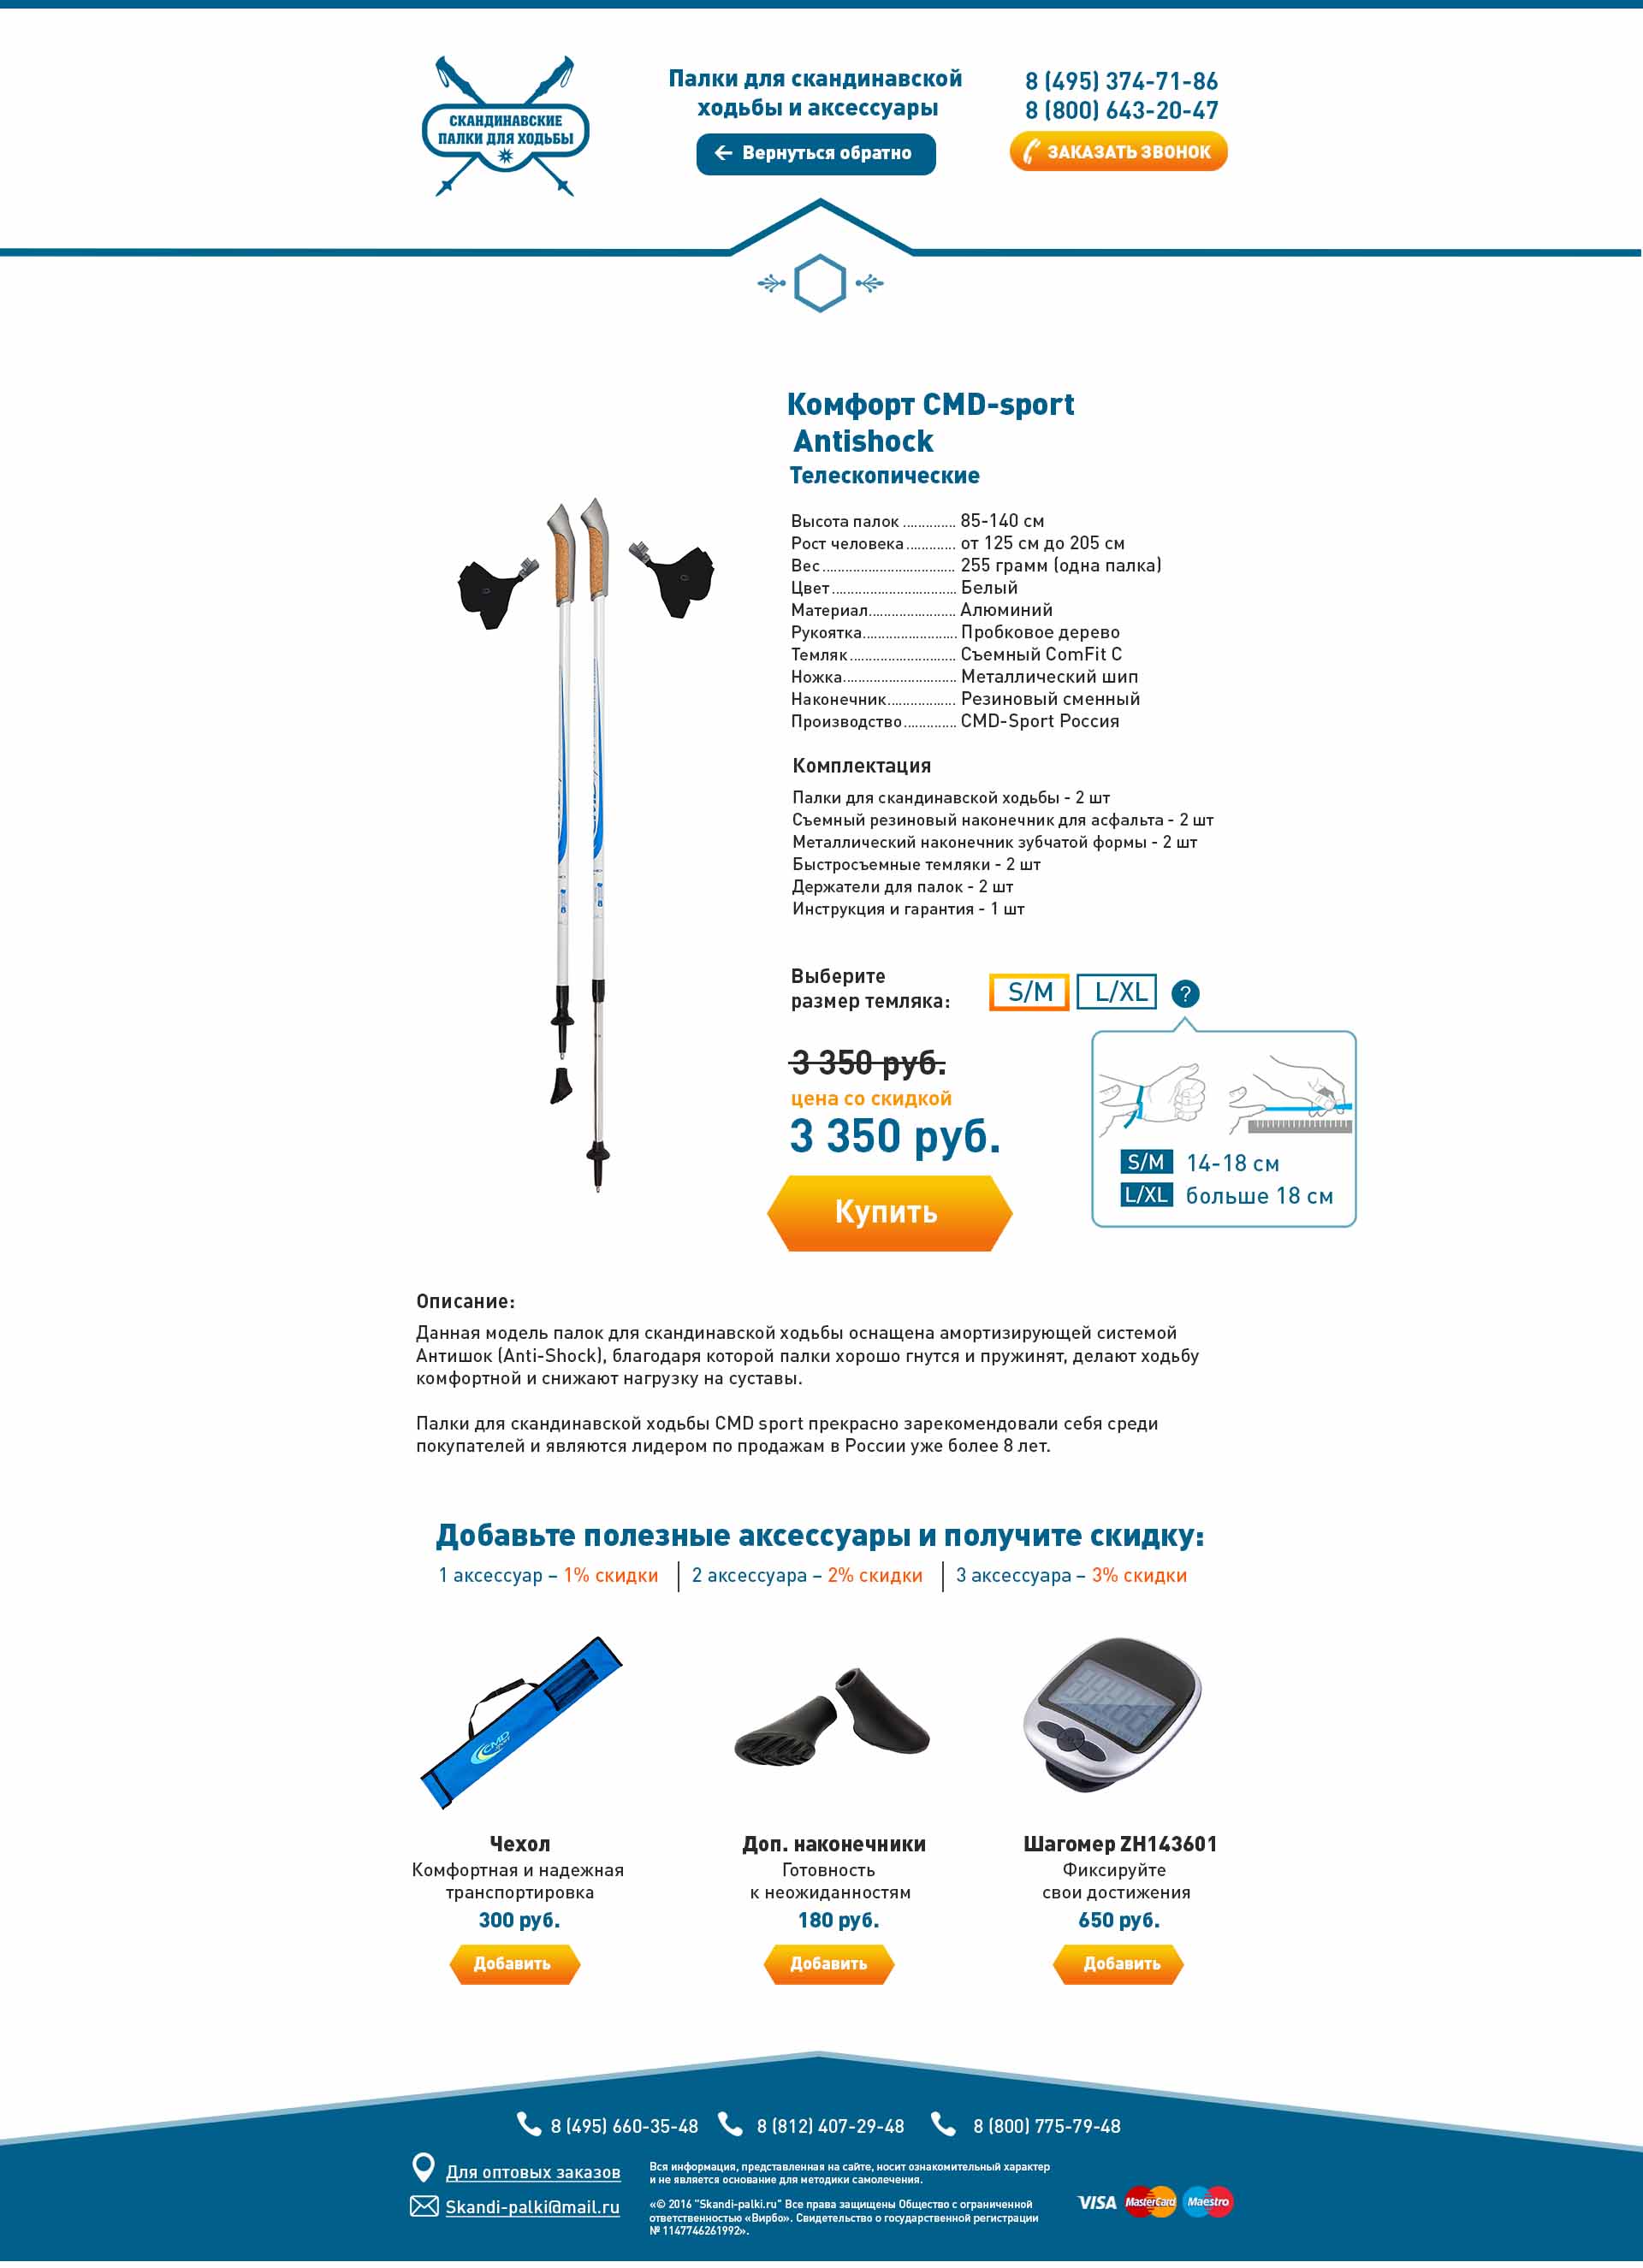 СКАНДИНАВСКИЕ
ПАЛКИ ДЛЯ ХОДЬБЫ
Палки для скандинавской
ходьбы и аксессуары
Вернуться обратно
8 (495) 374-71-86
8 (800) 643-20-47
ЗАКАЗАТЬ ЗВОНОК
Комфорт CMD-sport
Antishock
Телескопические
Высота палок ............. 85-140 см
Рост человека ............. от 125 см до 205 см
Вес ................................... 255 грамм (одна палка)
Цвет ................................. Белый
Материал....................... Алюминий
Рукоятка......................... Пробковое дерево
Темляк ............................ Съемный ComFit C
Ножка.............................. Металлический шип
Наконечник.................. Резиновый сменный
Производство .............. CMD-Sport Россия
Комплектация
Палки для скандинавской ходьбы - 2 шт
Съемный резиновый наконечник для асфальта - 2 шт
Металлический наконечник зубчатой формы - 2 шт
Быстросъемные темляки - 2 шт
Держатели для палок - 2 шт
Инструкция и гарантия - 1 шт
Выберите
размер темляка:
S/M L/XL ?
3 350 руб.
цена со скидкой
3 350 руб.
Купить
S/M 14-18 см
L/XL больше 18 см
Описание:
Данная модель палок для скандинавской ходьбы оснащена амортизирующей системой
Антишок (Anti-Shock), благодаря которой палки хорошо гнутся и пружинят, делают ходьбу
комфортной и снижают нагрузку на суставы.
Палки для скандинавской ходьбы CMD sport прекрасно зарекомендовали себя среди
покупателей и являются лидером по продажам в России уже более 8 лет.
Добавьте полезные аксессуары и получите скидку:
1 аксессуар – 1% скидки 2 аксессуара – 2% скидки 3 аксессуара – 3% скидки
CMD
Чехол
Комфортная и надежная
транспортировка
300 руб.
Добавить
Доп. наконечники
Готовность
к неожиданностям
180 руб.
Добавить
Шагомер ZH143601
Фиксируйте
свои достижения
650 руб.
Добавить
8 (495) 660-35-48 8 (812) 407-29-48 8 (800) 775-79-48
Для оптовых заказов
Skandi-palki@mail.ru
Вся информация, представленная на сайте, носит ознакомительный характер
и не является основание для методики самолечения.
«© 2016 "Skandi-palki.ru" Все права защищены Общество с ограниченной
ответственностью «Вирбо». Свидетельство о государственной регистрации
№ 1147746261992».
VISA MasterCard Maestro